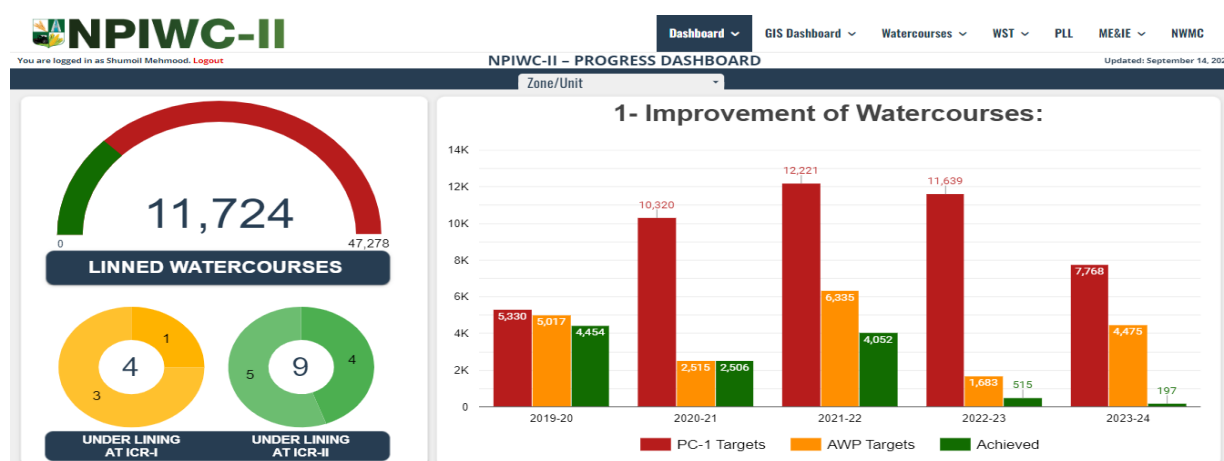 NPIWC-II
Dashboard GIS Dashboard Watercourses WST PLL ME&IE NWMC
You are logged in as Shumoil Mehmood. Logout
NPIWC-II – PROGRESS DASHBOARD
Updated: September 14, 202
Zone/Unit
11,724
0
47,278
LINNED WATERCOURSES
1
4
3
UNDER LINING
AT ICR-I
4
9
5
UNDER LINING
AT ICR-II
1- Improvement of Watercourses:
14K
12K
10K
8K
6K
4K
2K
0
5,330 5,017 4,454
10,320 2,515 2,506
12,221 6,335 4,052
11,639 1,683 515
7,768 4,475 197
2019-20 2020-21 2021-22 2022-23 2023-24
PC-1 Targets AWP Targets Achieved